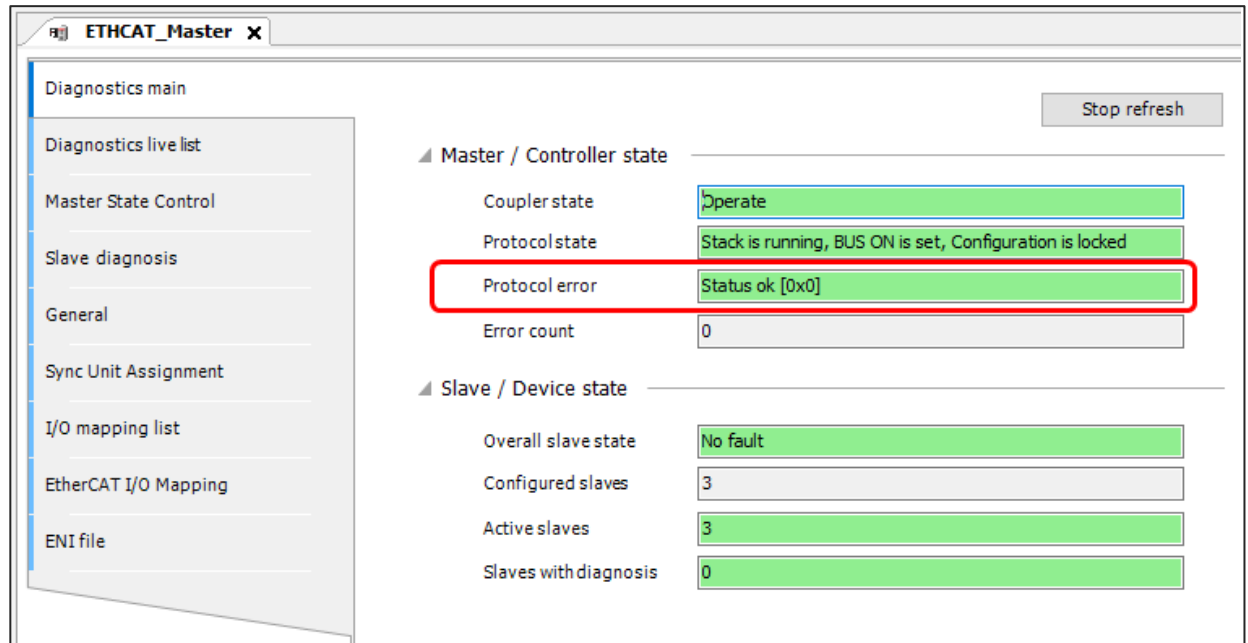 ETHCAT_Master X
Diagnostics main
Diagnostics live list
Master State Control
Slave diagnosis
General
Sync Unit Assignment
I/O mapping list
EtherCAT I/O Mapping
ENI file
Stop refresh
Master / Controller state
Coupler state Operate
Protocol state Stack is running, BUS ON is set, Configuration is locked
Protocol error Status ok [0x0]
Error count 0
Slave / Device state
Overall slave state No fault
Configured slaves 3
Active slaves 3
Slaves with diagnosis 0